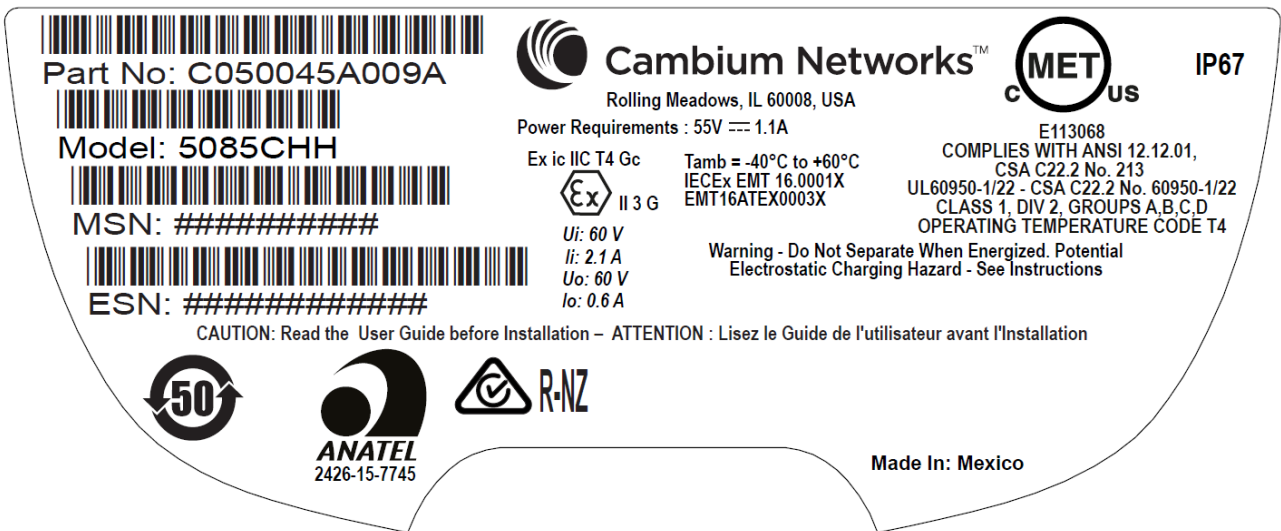 Part No: C050045A009A
Model: 5085CHH
MSN: ##########
ESN: ############
Cambium Networks™
Rolling Meadows, IL 60008, USA
Power Requirements : 55V ⎓ 1.1A
Ex ic IIC T4 Gc
Ex II 3 G
Ui: 60 V
Ii: 2.1 A
Uo: 60 V
Io: 0.6 A
Tamb = -40°C to +60°C
IECEx EMT 16.0001X
EMT16ATEX0003X
c MET us
IP67
E113068
COMPLIES WITH ANSI 12.12.01,
CSA C22.2 No. 213
UL60950-1/22 - CSA C22.2 No. 60950-1/22
CLASS 1, DIV 2, GROUPS A,B,C,D
OPERATING TEMPERATURE CODE T4
Warning - Do Not Separate When Energized. Potential
Electrostatic Charging Hazard - See Instructions
CAUTION: Read the User Guide before Installation – ATTENTION : Lisez le Guide de l'utilisateur avant l'Installation
50
ANATEL
2426-15-7745
R-NZ
Made In: Mexico